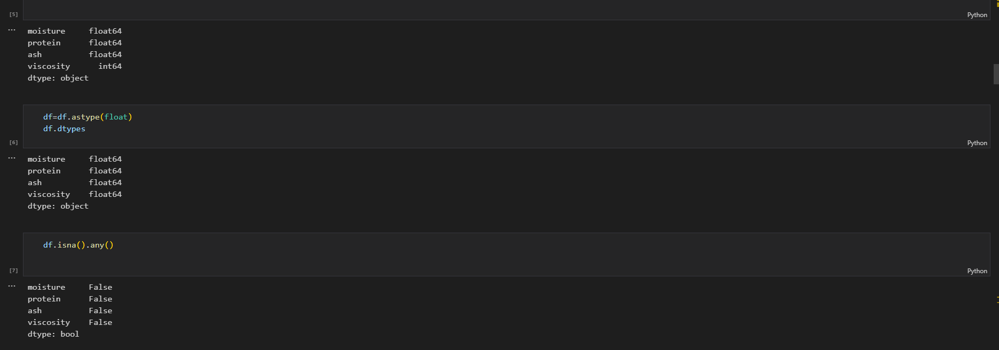 [5]
Python
... moisture     float64
protein      float64
ash          float64
viscosity      int64
dtype: object
df=df.astype(float)
df.dtypes
[6]
Python
... moisture     float64
protein      float64
ash          float64
viscosity    float64
dtype: object
df.isna().any()
[7]
Python
... moisture     False
protein      False
ash          False
viscosity    False
dtype: bool